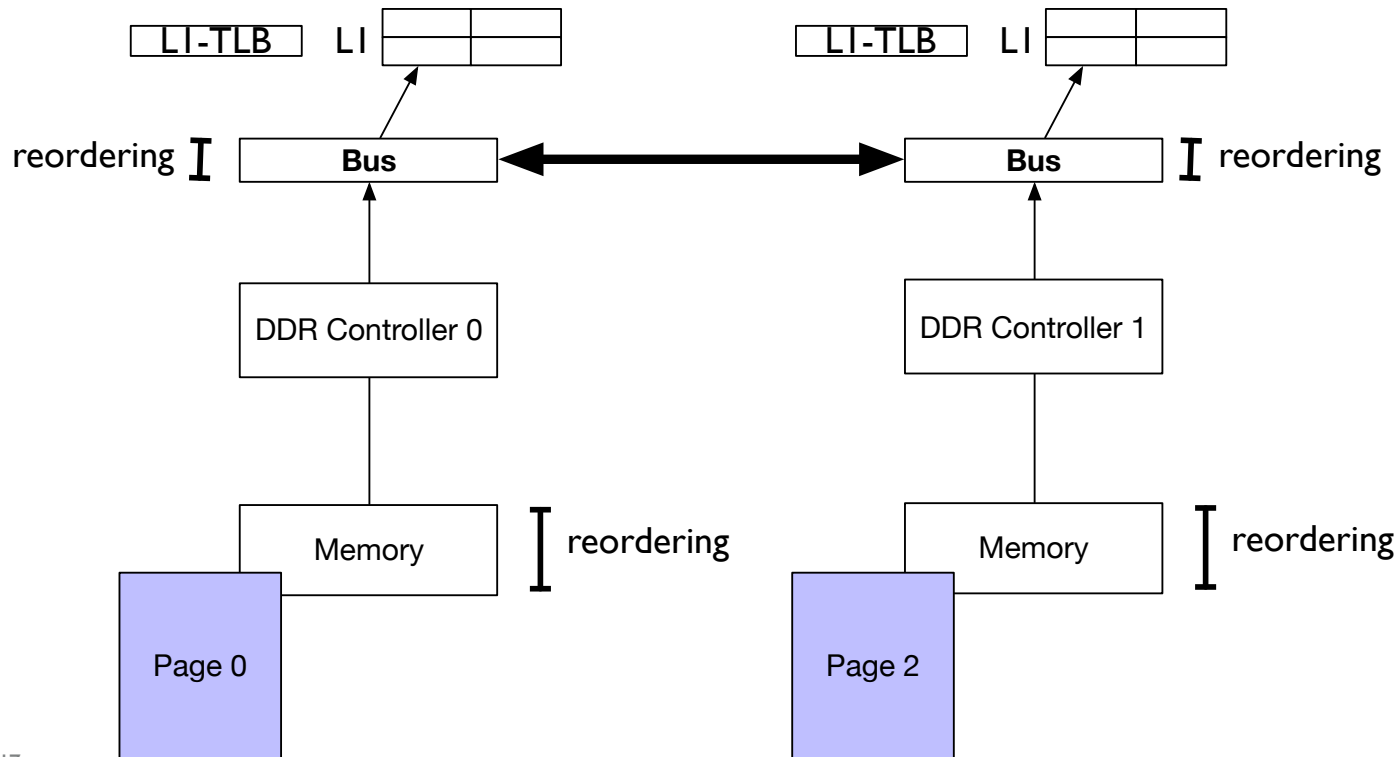 L1-TLB L1 L1-TLB L1
reordering Bus Bus reordering
DDR Controller 0 DDR Controller 1
Memory reordering Memory reordering
Page 0 Page 2